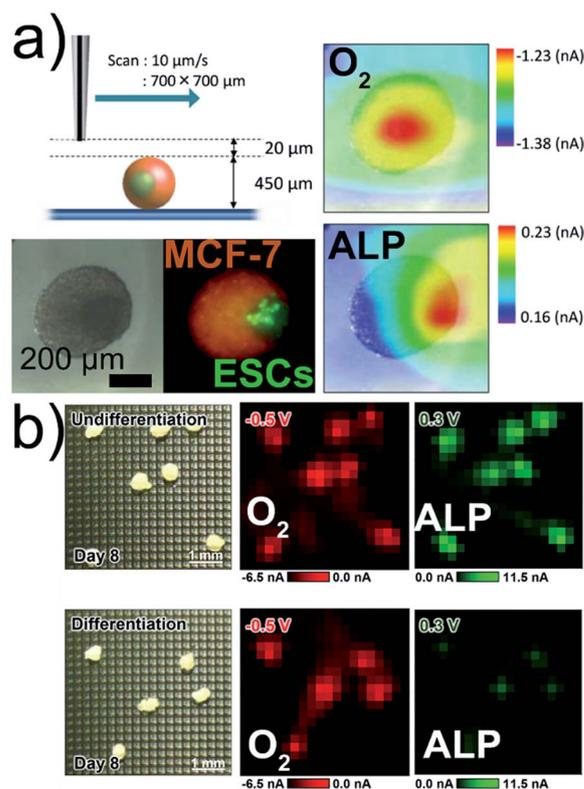 a)
Scan : 10 μm/s
: 700 × 700 μm
20 μm
450 μm
O2
-1.23 (nA)
-1.38 (nA)
MCF-7
200 μm
ESCs
ALP
0.23 (nA)
0.16 (nA)
b)
Undifferentiation
Day 8
1 mm
-0.5 V
O2
-6.5 nA 0.0 nA
0.3 V
ALP
0.0 nA 11.5 nA
Differentiation
Day 8
1 mm
-0.5 V
O2
-6.5 nA 0.0 nA
0.3 V
ALP
0.0 nA 11.5 nA